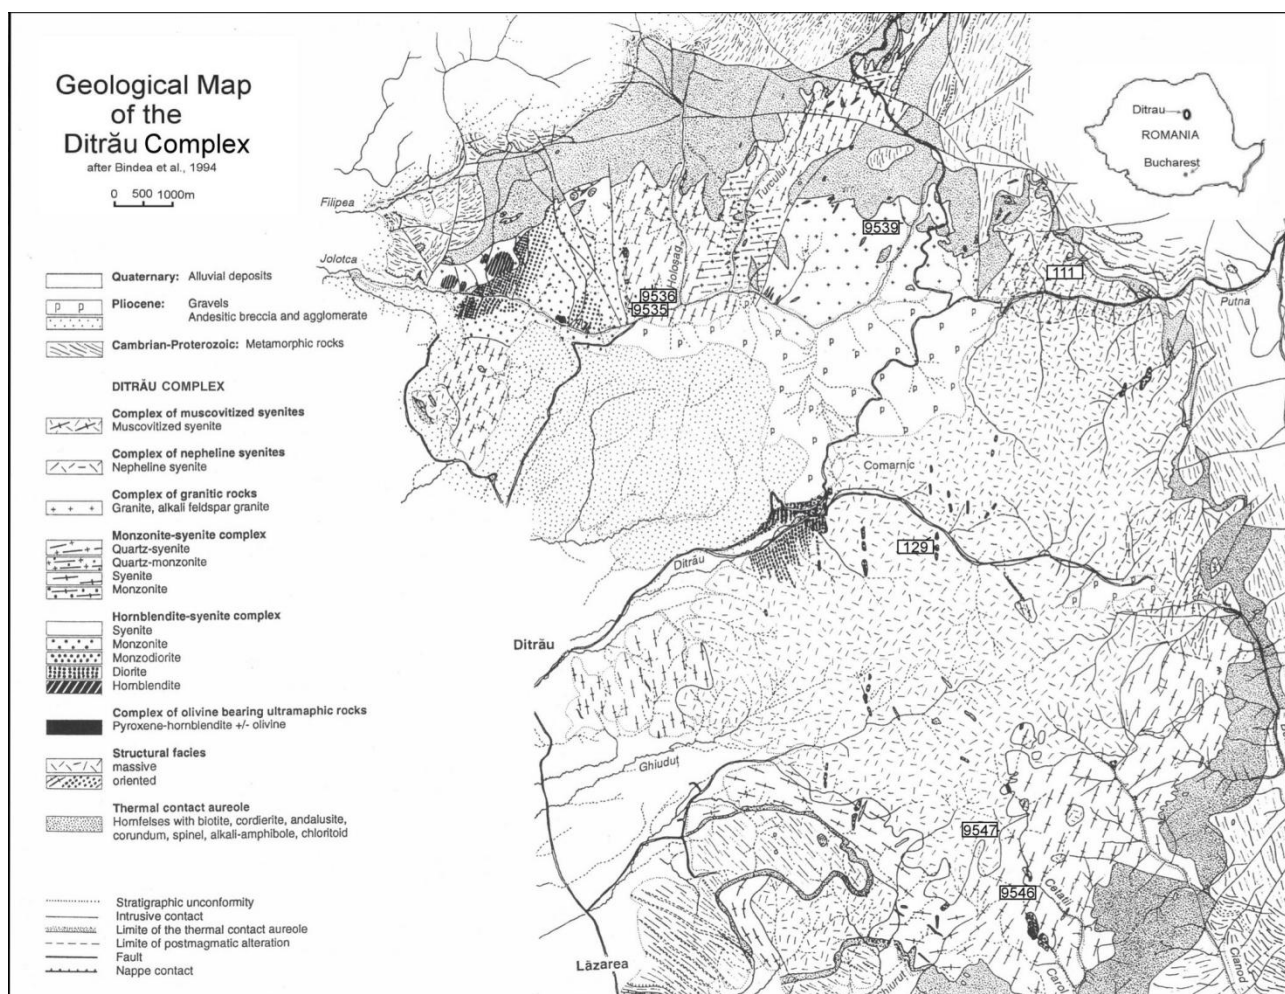 Geological Map
of the
Ditrău Complex
after Bindea et al., 1994
0 500 1000m
Ditrau
ROMANIA
Bucharest
Filipea
Jolotca
Turcului
9539
9536
9535
111
Putna
Comarnic
129
Ditrău
Ditrău
Ghiuduț
9547
9546
Cetatii
Lăzarea
Cianod
Quaternary: Alluvial deposits
p p
Pliocene: Gravels
Andesitic breccia and agglomerate
Cambrian-Proterozoic: Metamorphic rocks
DITRĂU COMPLEX
Complex of muscovitized syenites
Muscovitized syenite
Complex of nepheline syenites
Nepheline syenite
Complex of granitic rocks
Granite, alkali feldspar granite
Monzonite-syenite complex
Quartz-syenite
Quartz-monzonite
Syenite
Monzonite
Hornblendite-syenite complex
Syenite
Monzonite
Monzodiorite
Diorite
Hornblendite
Complex of olivine bearing ultramaphic rocks
Pyroxene-hornblendite +/- olivine
Structural facies
massive
oriented
Thermal contact aureole
Hornfelses with biotite, cordierite, andalusite,
corundum, spinel, alkali-amphibole, chloritoid
Stratigraphic unconformity
Intrusive contact
Limite of the thermal contact aureole
Limite of postmagmatic alteration
Fault
Nappe contact